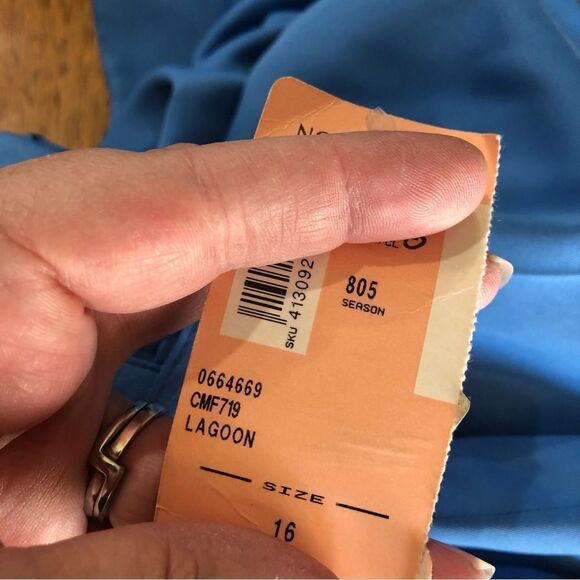 805
SEASON
SKU 413092
0664669
CMF719
LAGOON
SIZE
16